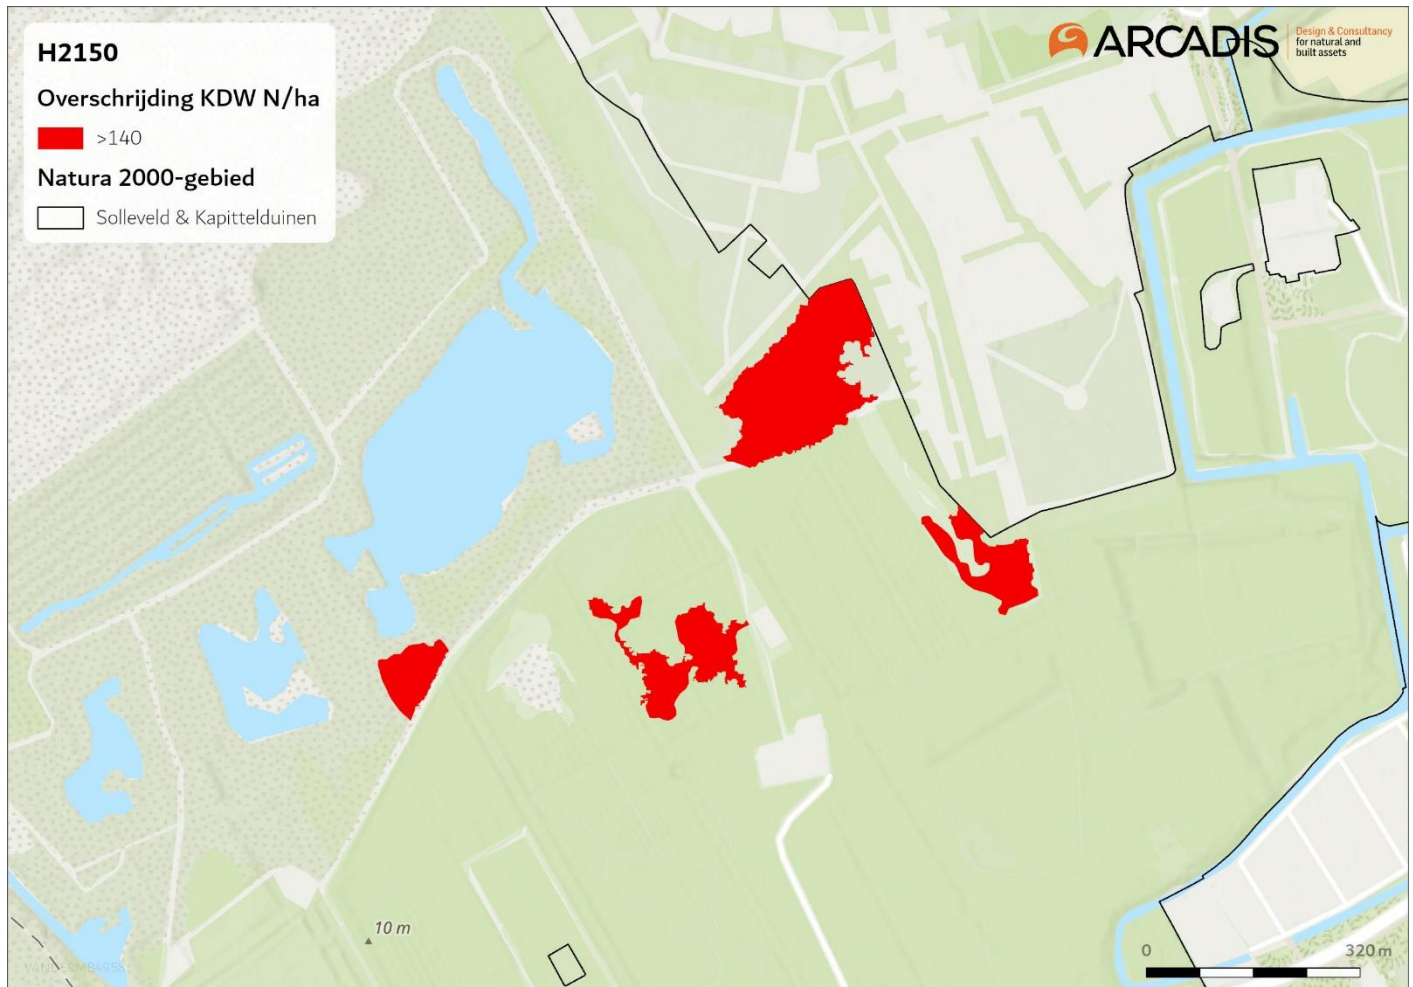 H2150
Overschrijding KDW N/ha
>140
Natura 2000-gebied
Solleveld & Kapittelduinen
ARCADIS
Design & Consultancy
for natural and
built assets
10 m
0
320 m